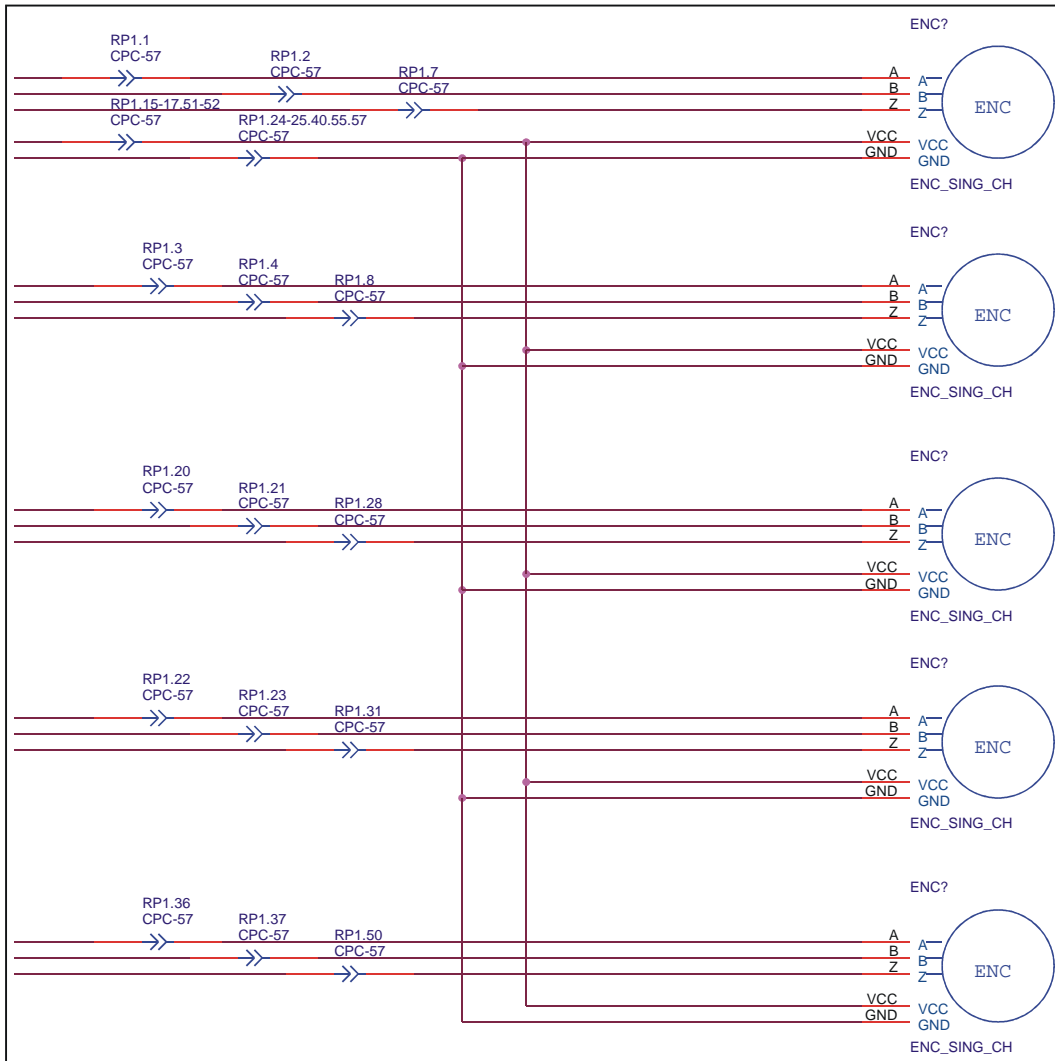 ENC?
RP1.1
CPC-57
RP1.2
CPC-57
RP1.7
CPC-57
A
A
B
B
Z
Z
ENC
RP1.15-17.51-52
CPC-57
RP1.24-25.40.55.57
CPC-57
VCC
VCC
GND
GND
ENC_SING_CH
ENC?
RP1.3
CPC-57
RP1.4
CPC-57
RP1.8
CPC-57
A
A
B
B
Z
Z
ENC
VCC
VCC
GND
GND
ENC_SING_CH
ENC?
RP1.20
CPC-57
RP1.21
CPC-57
RP1.28
CPC-57
A
A
B
B
Z
Z
ENC
VCC
VCC
GND
GND
ENC_SING_CH
ENC?
RP1.22
CPC-57
RP1.23
CPC-57
RP1.31
CPC-57
A
A
B
B
Z
Z
ENC
VCC
VCC
GND
GND
ENC_SING_CH
ENC?
RP1.36
CPC-57
RP1.37
CPC-57
RP1.50
CPC-57
A
A
B
B
Z
Z
ENC
VCC
VCC
GND
GND
ENC_SING_CH